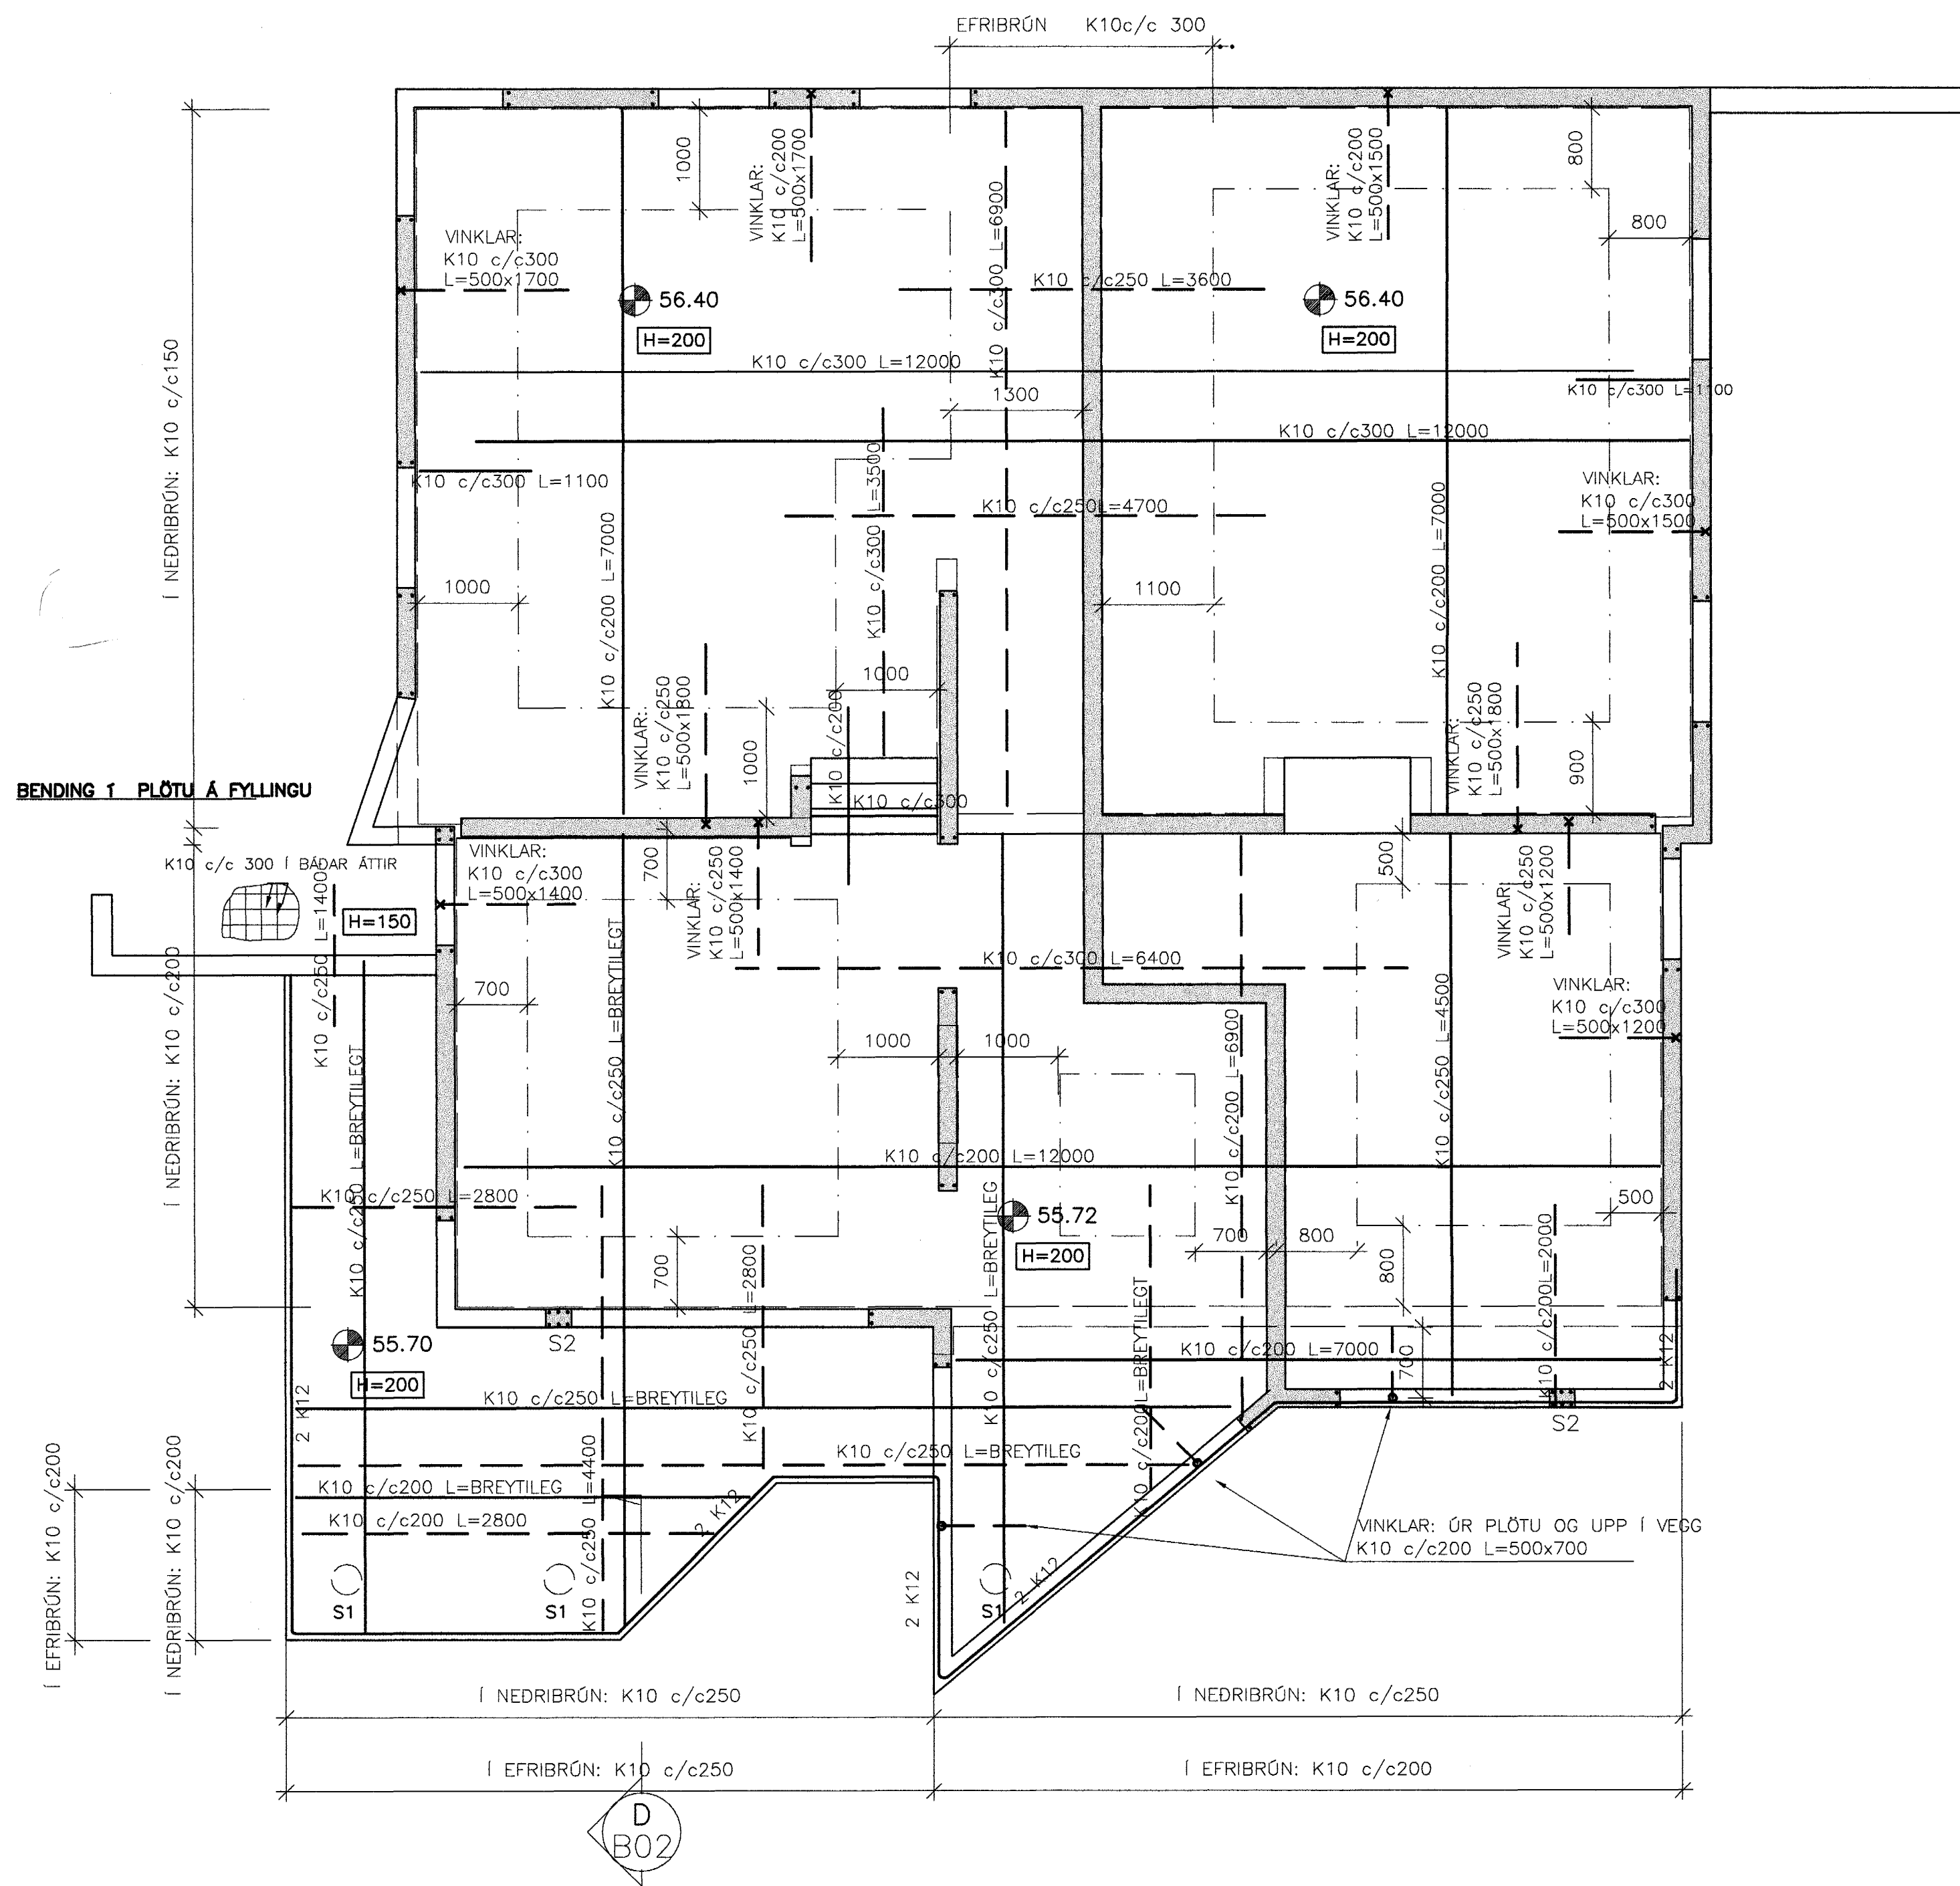 EFRIBRÚN K10c/c 300
1000
VINKLAR:
K10 c/c200
L=500x1700
VINKLAR:
K10 c/c200
L=500x1500
800
800
VINKLAR:
K10 c/c300
L=500x1700
56.40
H=200
K10 c/c300 L=6900
K10 c/c250 L=3600
56.40
H=200
Í NEÐRIBRÚN: K10 c/c150
K10 c/c300 L=12000
K10 c/c300 L=1100
1300
K10 c/c300 L=12000
K10 c/c300 L=1100
K10 c/c300 L=3500
K10 c/c250L=4700
VINKLAR:
K10 c/c300
L=500x1500
K10 c/c200 L=7000
K10 c/c200 L=7000
1000
1100
1000
VINKLAR:
K10 c/c250
L=500x1800
1000
K10 c/c200
K10 c/c300
VINKLAR:
K10 c/c250
L=500x1800
900
BENDING Í PLÖTU Á FYLLINGU
K10 c/c 300 Í BÁÐAR ÁTTIR
H=150
K10 c/c250 L=1400
VINKLAR:
K10 c/c300
L=500x1400
700
VINKLAR:
K10 c/c250
L=500x1400
500
VINKLAR:
K10 c/c250
L=500x1200
Í NEÐRIBRÚN: K10 c/c200
K10 c/c300 L=6400
700
K10 c/c250 L=BREYTILEGT
VINKLAR:
K10 c/c300
L=500x1200
1000
1000
K10 c/c250 L=BREYTILEGT
K10 c/c200 L=6900
K10 c/c250 L=4500
K10 c/c200 L=12000
K10 c/c250 L=2800
55.72
H=200
500
700
700
800
800
K10 c/c250 L=2800
K10 c/c250 L=BREYTILEG
K10 c/c200L=BREYTILEGT
K10 c/c200L=2000
55.70
H=200
S2
K10 c/c200 L=7000
700
2 K12
2 K12
K10 c/c250 L=BREYTILEG
S2
K10 c/c250 L=BREYTILEG
K10 c/c250 L=4400
K10 c/c200 L=BREYTILEG
K10 c/c200 L=2800
2 K12
VINKLAR: ÚR PLÖTU OG UPP Í VEGG
K10 c/c200 L=500x700
Í EFRIBRÚN: K10 c/c200
Í NEÐRIBRÚN: K10 c/c200
S1
S1
2 K12
S1
2 K12
Í NEÐRIBRÚN: K10 c/c250
Í NEÐRIBRÚN: K10 c/c250
Í EFRIBRÚN: K10 c/c250
Í EFRIBRÚN: K10 c/c200
D
B02